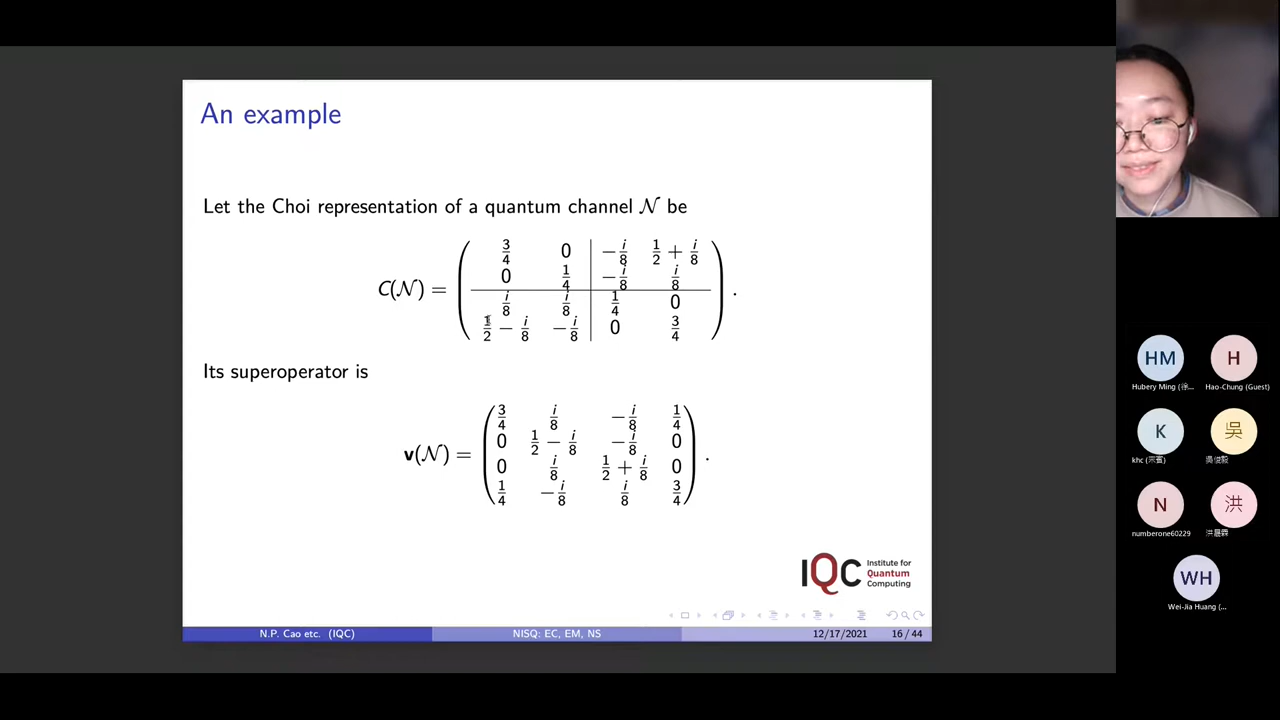 An example
Let the Choi representation of a quantum channel 𝒩 be
C(𝒩) = ( 3/4 0 | -i/8 1/2 + i/8
0 1/4 | -i/8 i/8
i/8 i/8 | 1/4 0
1/2 - i/8 -i/8 | 0 3/4 ) .
Its superoperator is
v(𝒩) = ( 3/4 i/8 -i/8 1/4
0 1/2 - i/8 -i/8 0
0 i/8 1/2 + i/8 0
1/4 -i/8 i/8 3/4 ) .
IQC Institute for
Quantum
Computing
N.P. Cao etc. (IQC) NISQ: EC, EM, NS 12/17/2021 16 / 44
HM H
Hubery Ming (徐... Hao-Chung (Guest)
K 吳
khc (宗賓) 吳俊毅
N 洪
numberone60229 洪晨霖
WH
Wei-Jia Huang (...